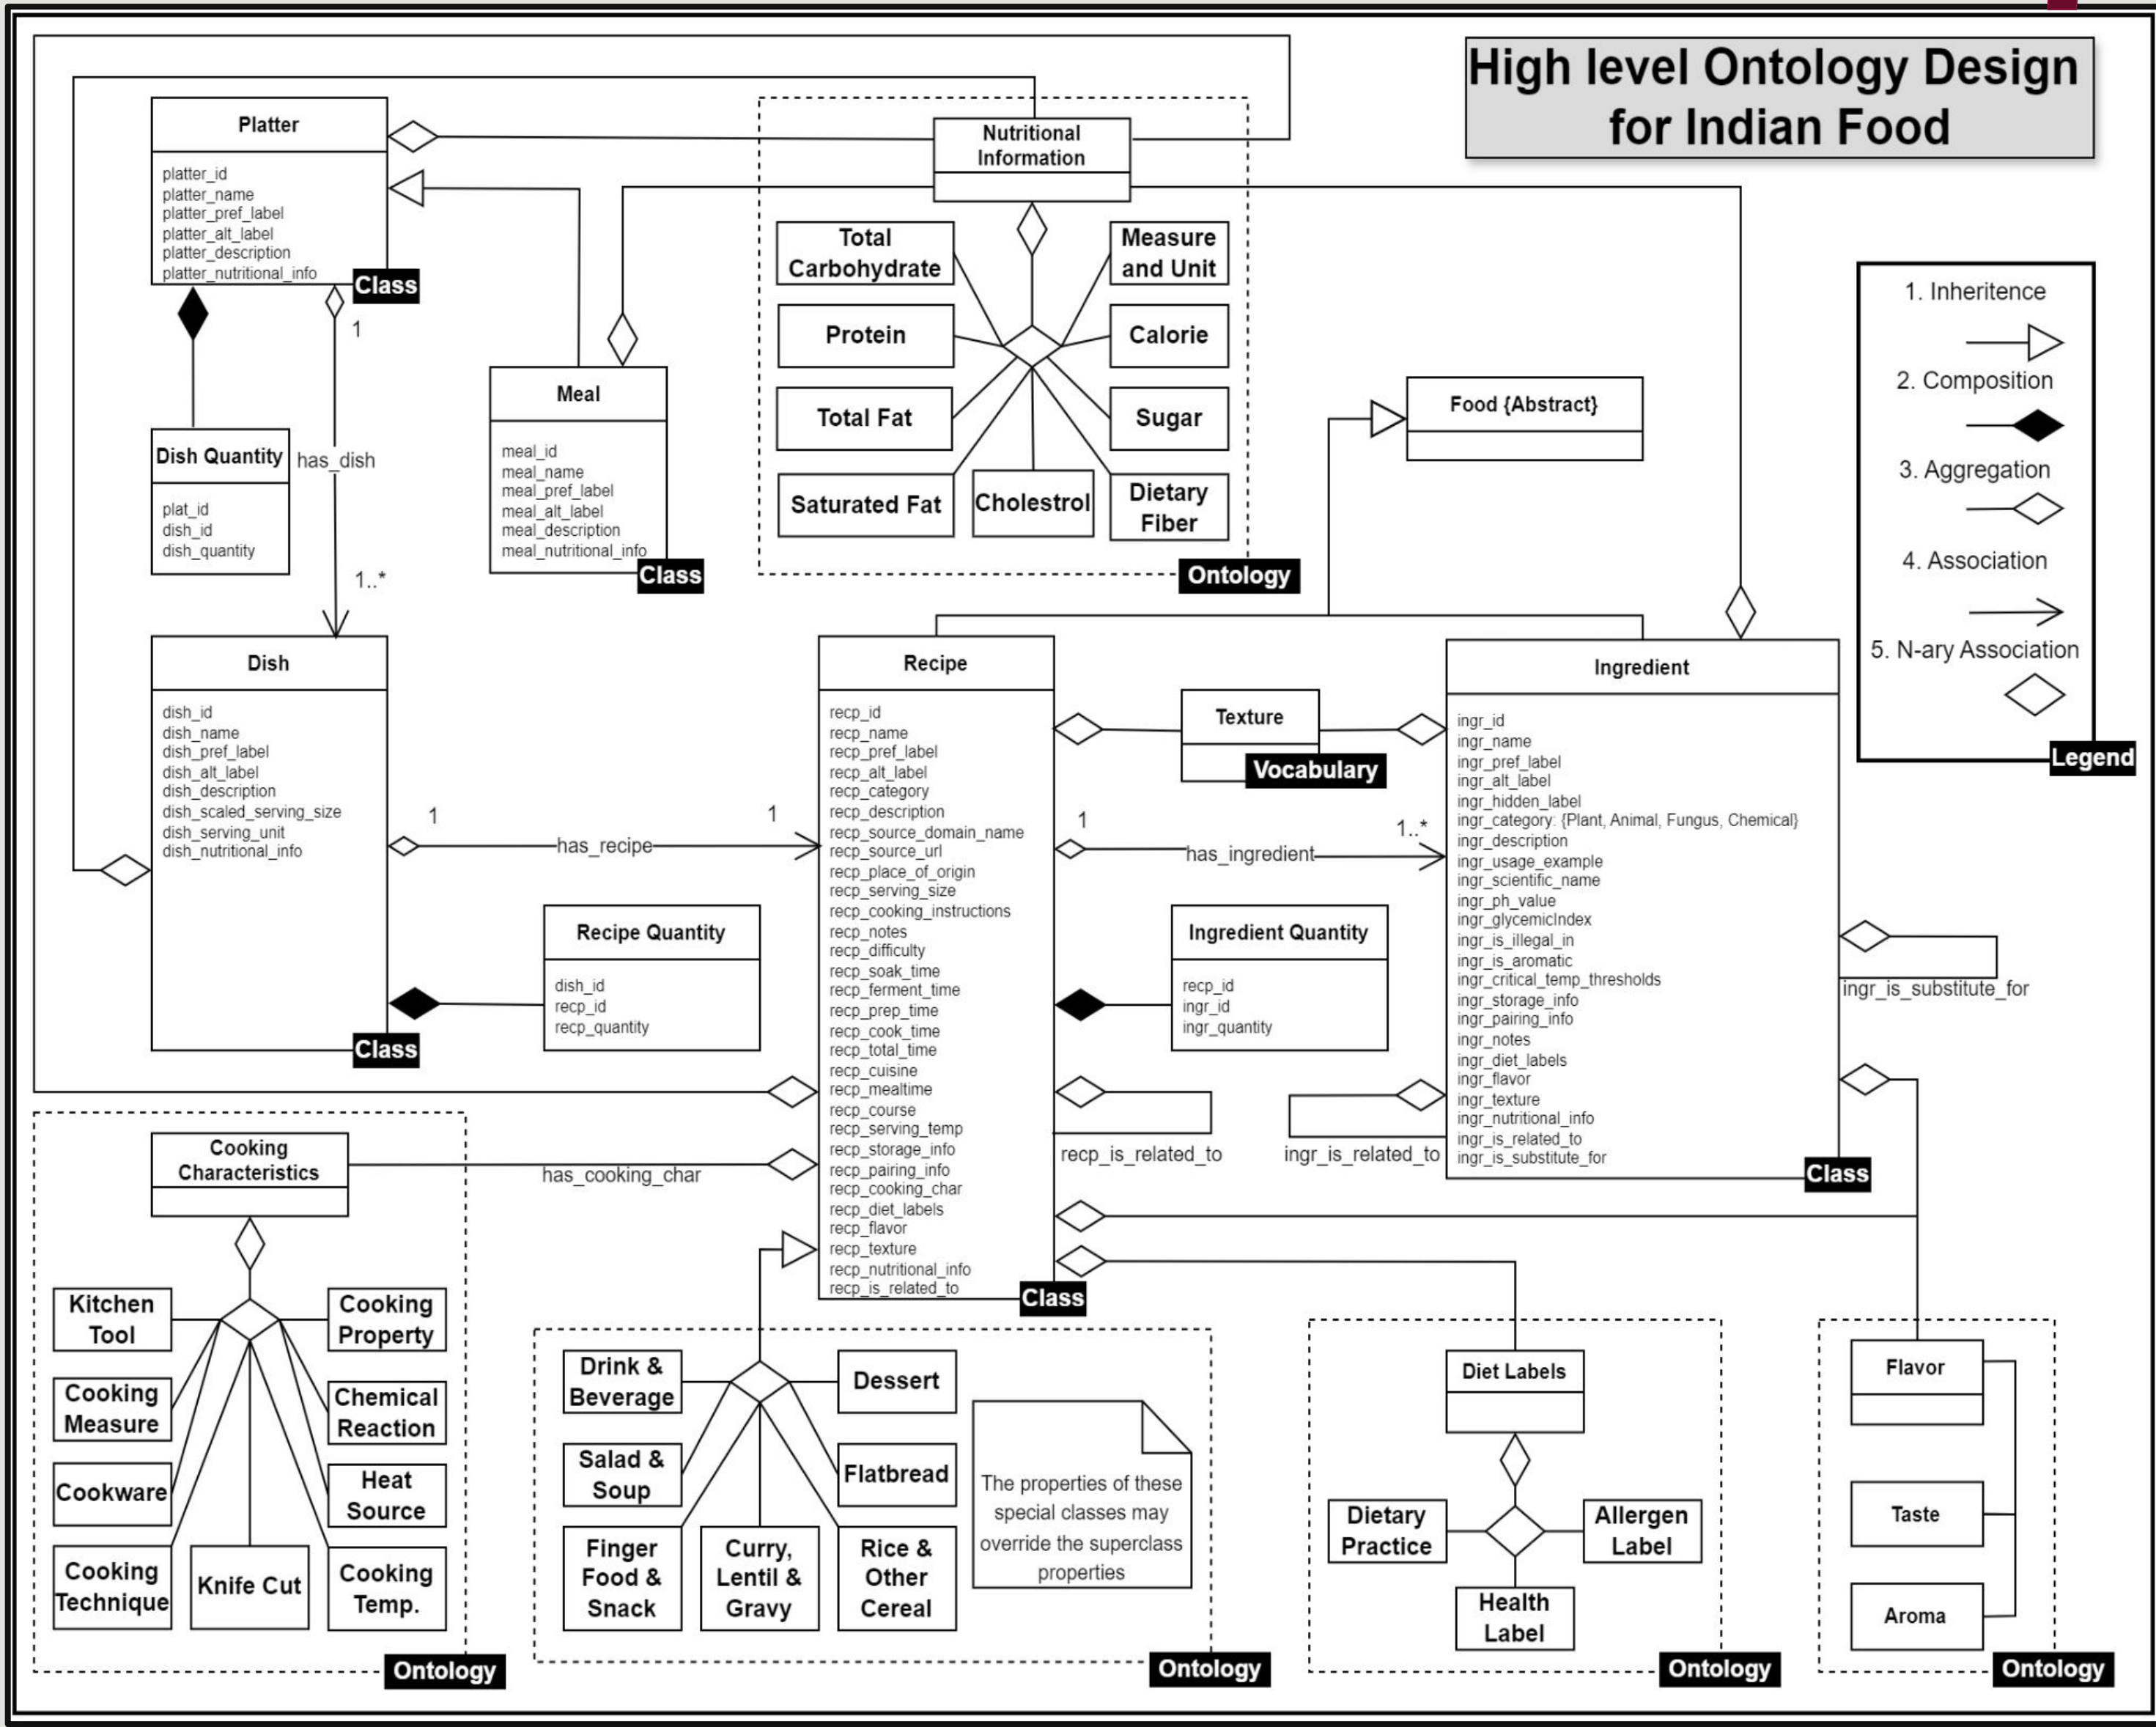 High level Ontology Design
for Indian Food
Platter
platter_id
platter_name
platter_pref_label
platter_alt_label
platter_description
platter_nutritional_info
Class
1
has_dish
1..*
Dish Quantity
plat_id
dish_id
dish_quantity
Meal
meal_id
meal_name
meal_pref_label
meal_alt_label
meal_description
meal_nutritional_info
Class
Nutritional
Information
Total
Carbohydrate
Measure
and Unit
Protein
Calorie
Total Fat
Sugar
Saturated Fat
Cholestrol
Dietary
Fiber
Ontology
Food {Abstract}
1. Inheritence
2. Composition
3. Aggregation
4. Association
5. N-ary Association
Legend
Dish
dish_id
dish_name
dish_pref_label
dish_alt_label
dish_description
dish_scaled_serving_size
dish_serving_unit
dish_nutritional_info
Class
1
has_recipe
1
Recipe Quantity
dish_id
recp_id
recp_quantity
Recipe
recp_id
recp_name
recp_pref_label
recp_alt_label
recp_category
recp_description
recp_source_domain_name
recp_source_url
recp_place_of_origin
recp_serving_size
recp_cooking_instructions
recp_notes
recp_difficulty
recp_soak_time
recp_ferment_time
recp_prep_time
recp_cook_time
recp_total_time
recp_cuisine
recp_mealtime
recp_course
recp_serving_temp
recp_storage_info
recp_pairing_info
recp_cooking_char
recp_diet_labels
recp_flavor
recp_texture
recp_nutritional_info
recp_is_related_to
Class
Texture
Vocabulary
1
has_ingredient
1..*
Ingredient Quantity
recp_id
ingr_id
ingr_quantity
recp_is_related_to
ingr_is_related_to
Ingredient
ingr_id
ingr_name
ingr_pref_label
ingr_alt_label
ingr_hidden_label
ingr_category: {Plant, Animal, Fungus, Chemical}
ingr_description
ingr_usage_example
ingr_scientific_name
ingr_ph_value
ingr_glycemicIndex
ingr_is_illegal_in
ingr_is_aromatic
ingr_critical_temp_thresholds
ingr_storage_info
ingr_pairing_info
ingr_notes
ingr_diet_labels
ingr_flavor
ingr_texture
ingr_nutritional_info
ingr_is_related_to
ingr_is_substitute_for
Class
ingr_is_substitute_for
Cooking
Characteristics
has_cooking_char
Kitchen
Tool
Cooking
Property
Cooking
Measure
Chemical
Reaction
Cookware
Heat
Source
Cooking
Technique
Knife Cut
Cooking
Temp.
Ontology
Drink &
Beverage
Dessert
Salad &
Soup
Flatbread
Finger
Food &
Snack
Curry,
Lentil &
Gravy
Rice &
Other
Cereal
The properties of these
special classes may
override the superclass
properties
Ontology
Diet Labels
Dietary
Practice
Allergen
Label
Health
Label
Ontology
Flavor
Taste
Aroma
Ontology